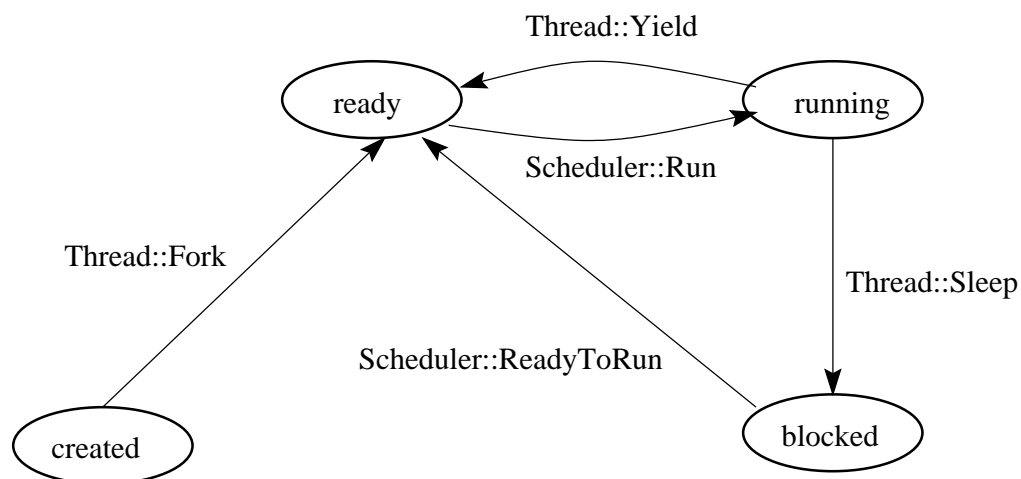 Thread::Yield
ready
running
Scheduler::Run
Thread::Fork
Thread::Sleep
Scheduler::ReadyToRun
created
blocked